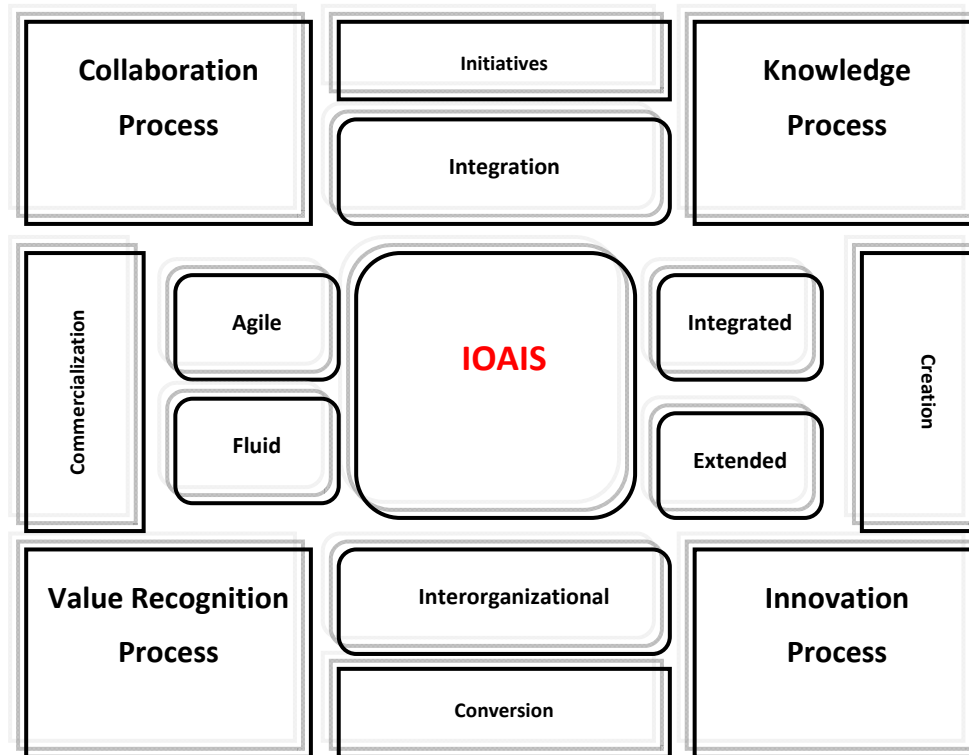 Collaboration
Process
Initiatives
Knowledge
Process
Integration
Commercialization
Agile
IOAIS
Integrated
Creation
Fluid
Extended
Value Recognition
Process
Interorganizational
Innovation
Process
Conversion